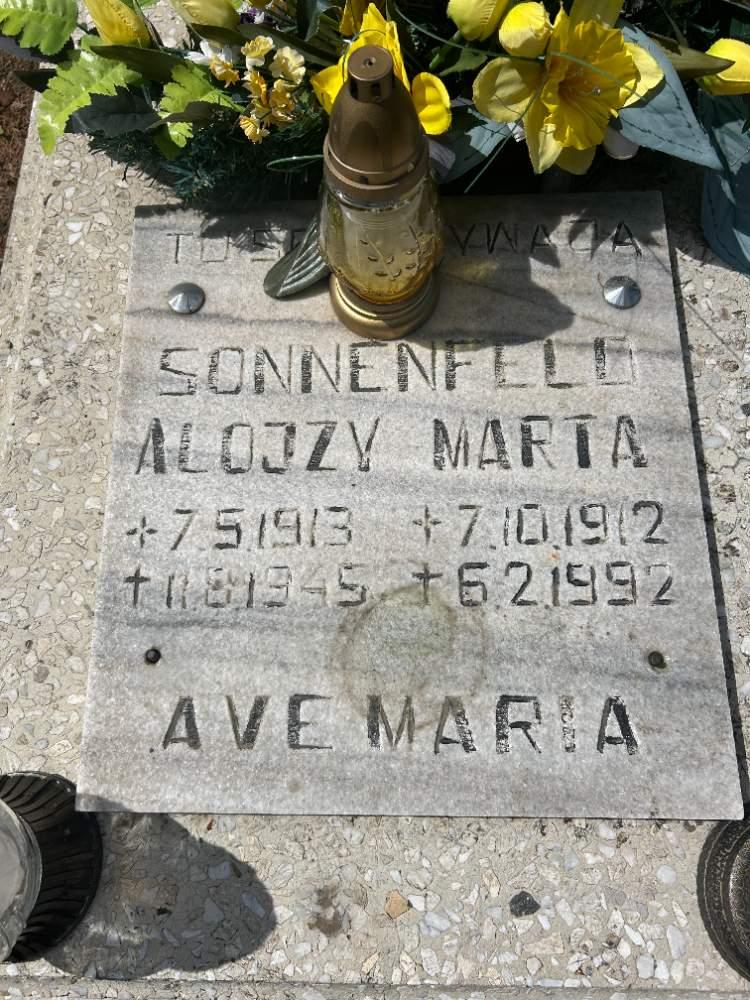 TU
SONNENFELD
ALOJZY MARTA
+7.5.1913 +7.10.1912
†11.8.1945 †6.2.1992
AVE MARIA